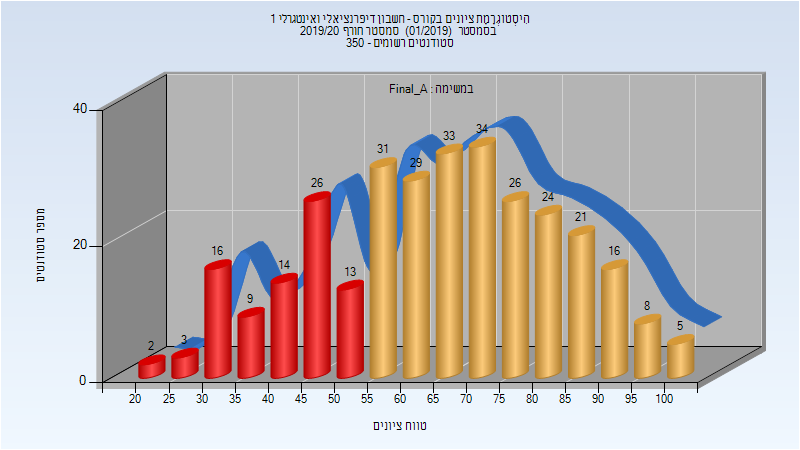 היסטוגרמת ציונים בקורס - חשבון דיפרנציאלי ואינטגרלי 1
בסמסטר (01/2019) סמסטר חורף 2019/20
סטודנטים רשומים - 350
במשימה : Final_A
מספר סטודנטים
40
20
0
2
3
16
9
14
26
13
31
29
33
34
26
24
21
16
8
5
20 25 30 35 40 45 50 55 60 65 70 75 80 85 90 95 100
טווח ציונים